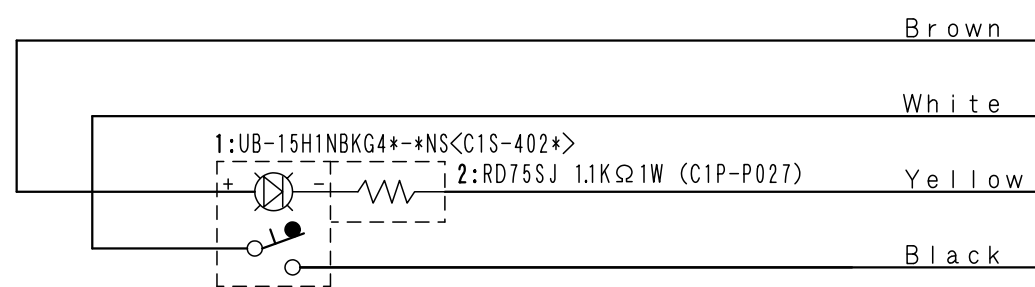 Brown
White
1:UB-15H1NBKG4*-*NS<C1S-402*>
2:RD75SJ 1.1KΩ1W (C1P-P027)
+ -
Yellow
Black